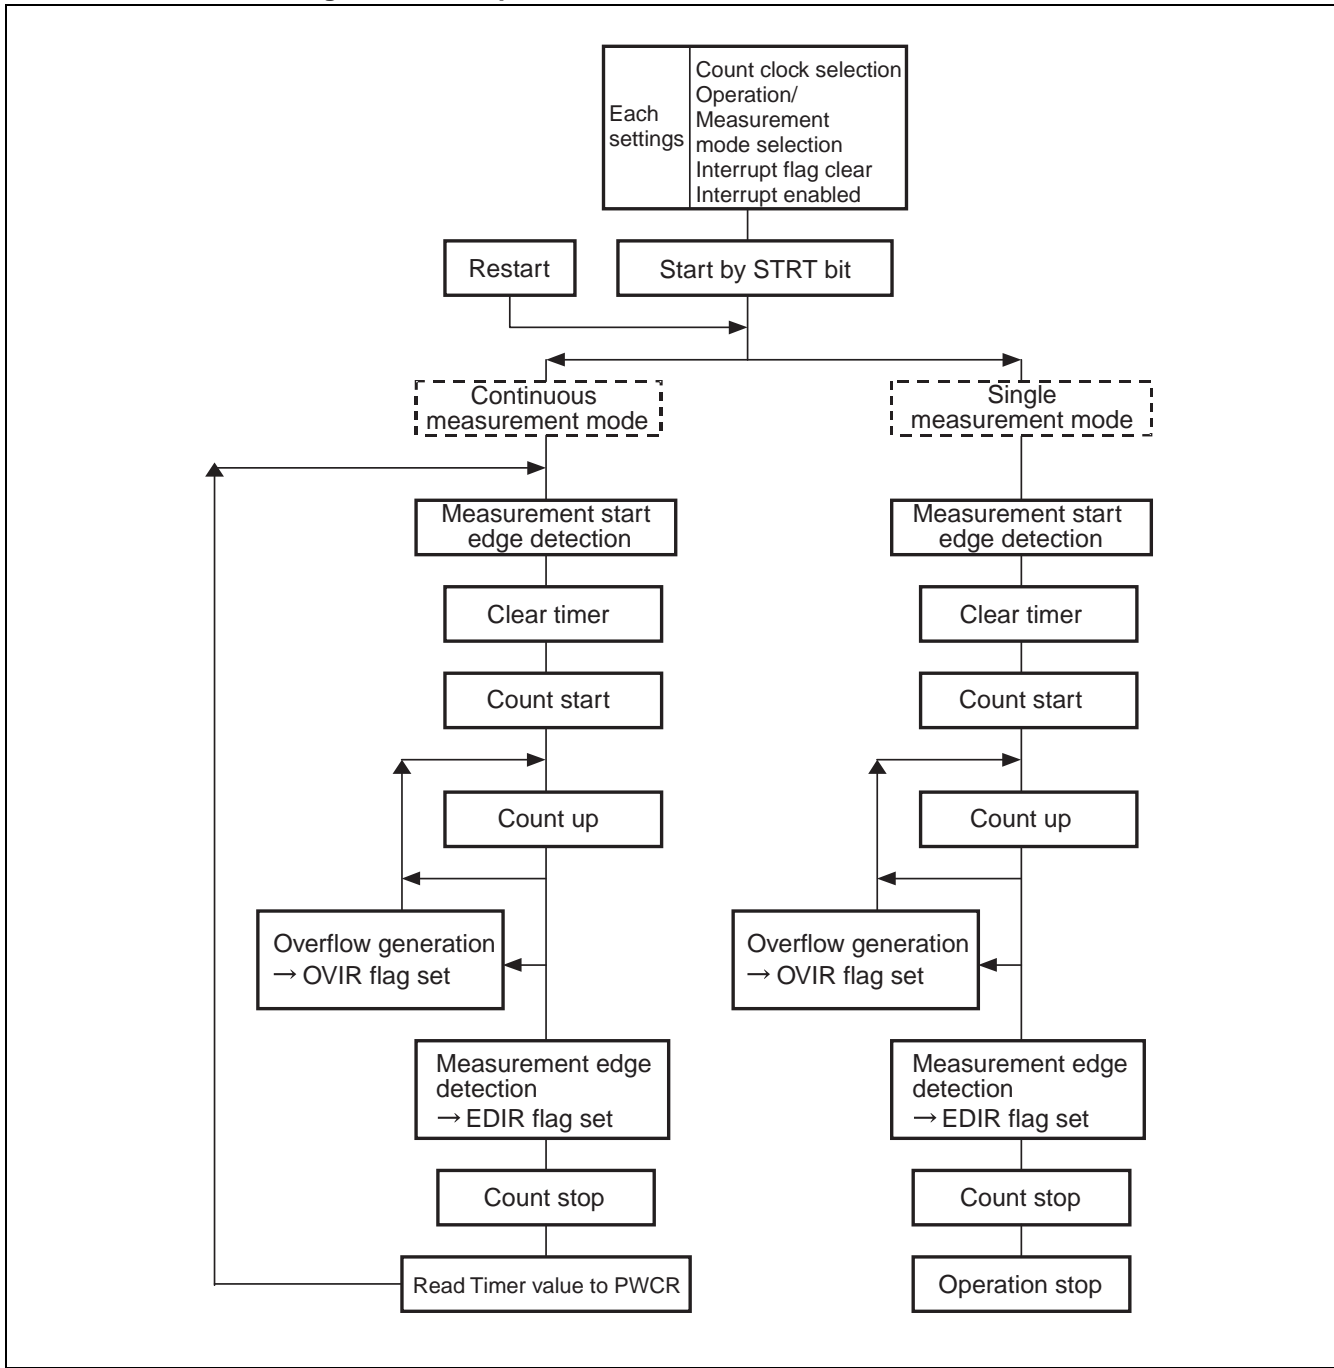 Each
settings
Count clock selection
Operation/
Measurement
mode selection
Interrupt flag clear
Interrupt enabled
Restart
Start by STRT bit
Continuous
measurement mode
Single
measurement mode
Measurement start
edge detection
Measurement start
edge detection
Clear timer
Clear timer
Count start
Count start
Count up
Count up
Overflow generation
→ OVIR flag set
Overflow generation
→ OVIR flag set
Measurement edge
detection
→ EDIR flag set
Measurement edge
detection
→ EDIR flag set
Count stop
Count stop
Read Timer value to PWCR
Operation stop